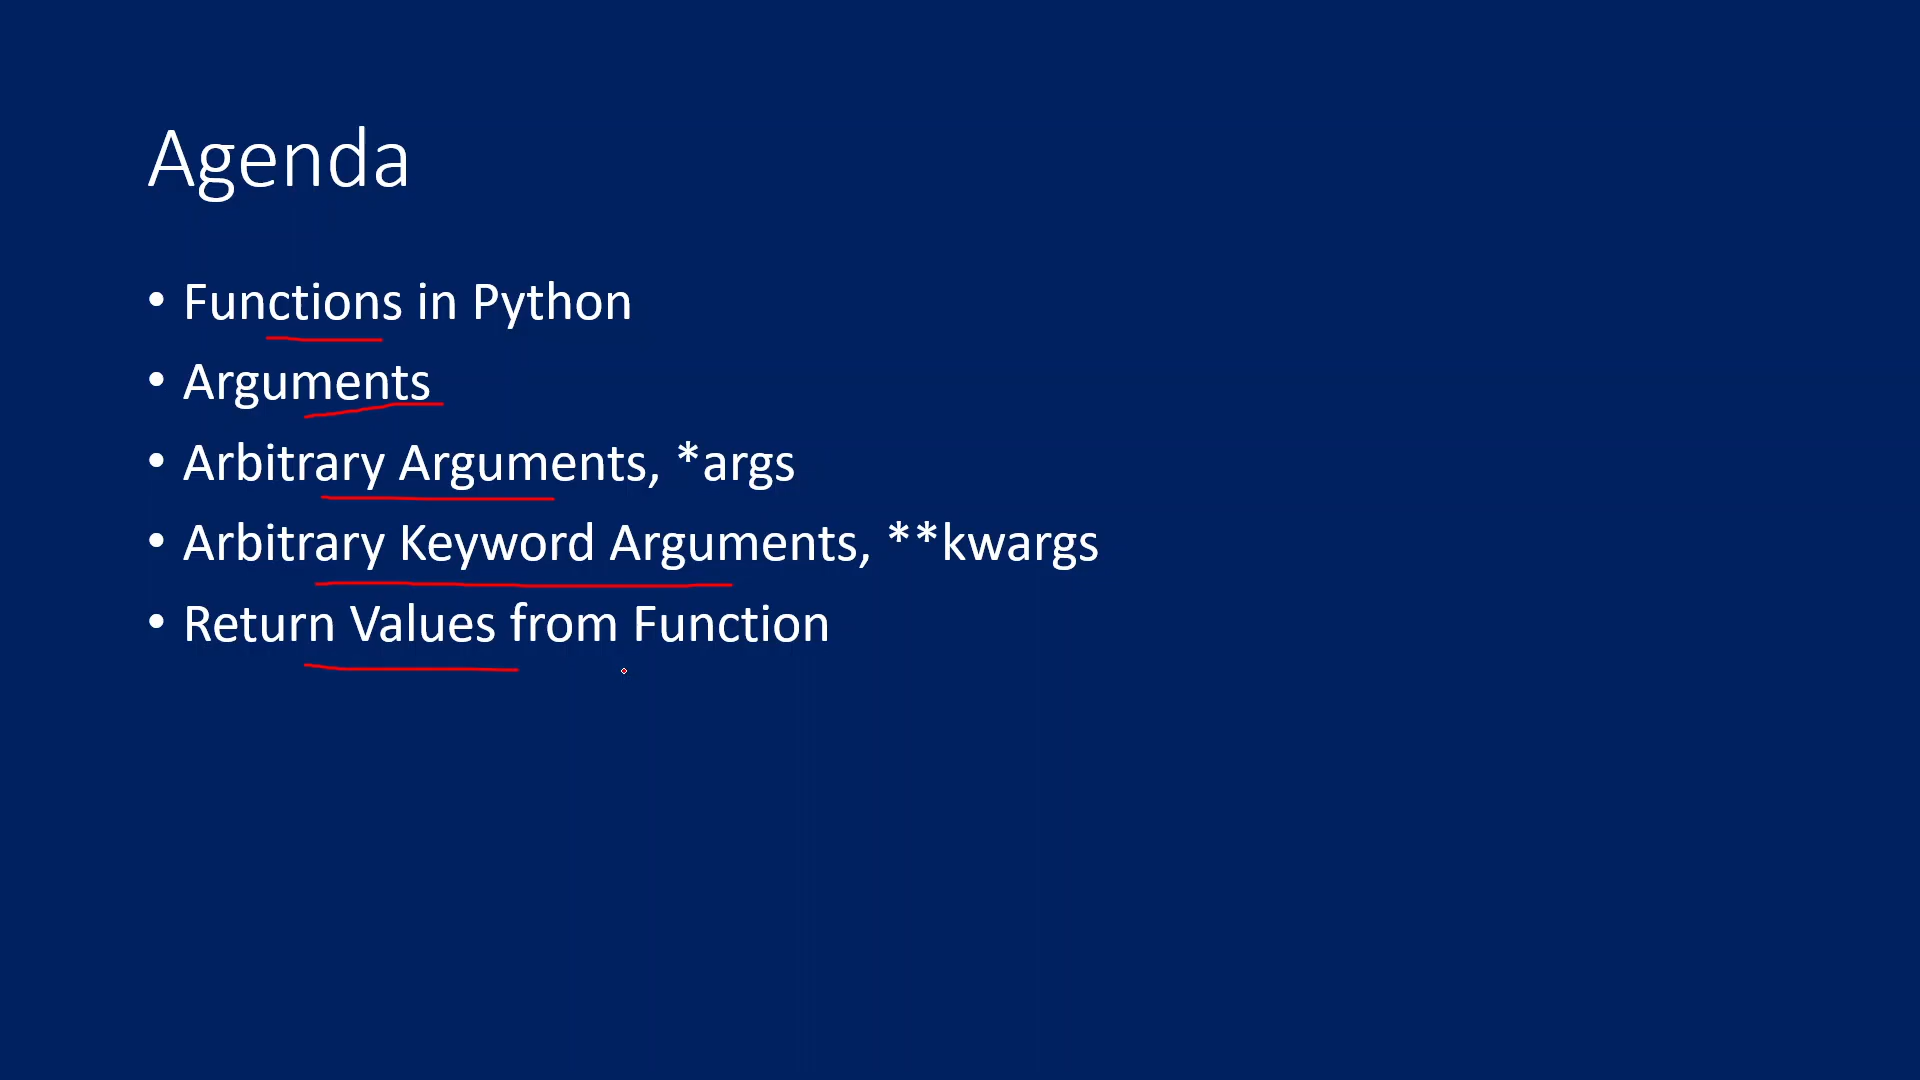 Agenda
• Functions in Python
• Arguments
• Arbitrary Arguments, *args
• Arbitrary Keyword Arguments, **kwargs
• Return Values from Function